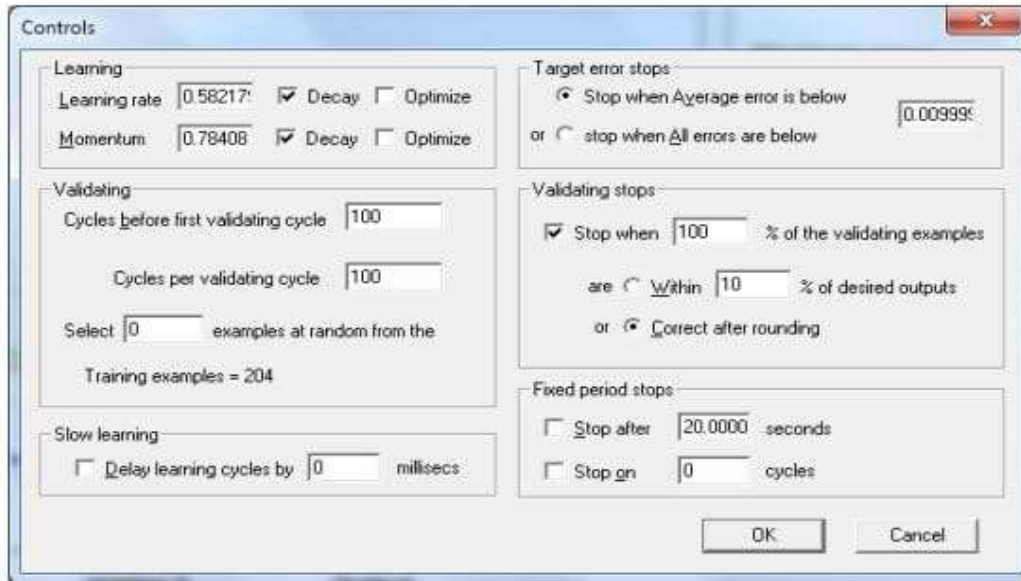 Controls
Learning
Learning rate 0.58217 Decay Optimize
Momentum 0.78408 Decay Optimize
Validating
Cycles before first validating cycle 100
Cycles per validating cycle 100
Select 0 examples at random from the
Training examples = 204
Slow learning
Delay learning cycles by 0 millisecs
Target error stops
Stop when Average error is below
0.00999
or stop when All errors are below
Validating stops
Stop when 100 % of the validating examples
are Within 10 % of desired outputs
or Correct after rounding
Fixed period stops
Stop after 20.0000 seconds
Stop on 0 cycles
OK Cancel